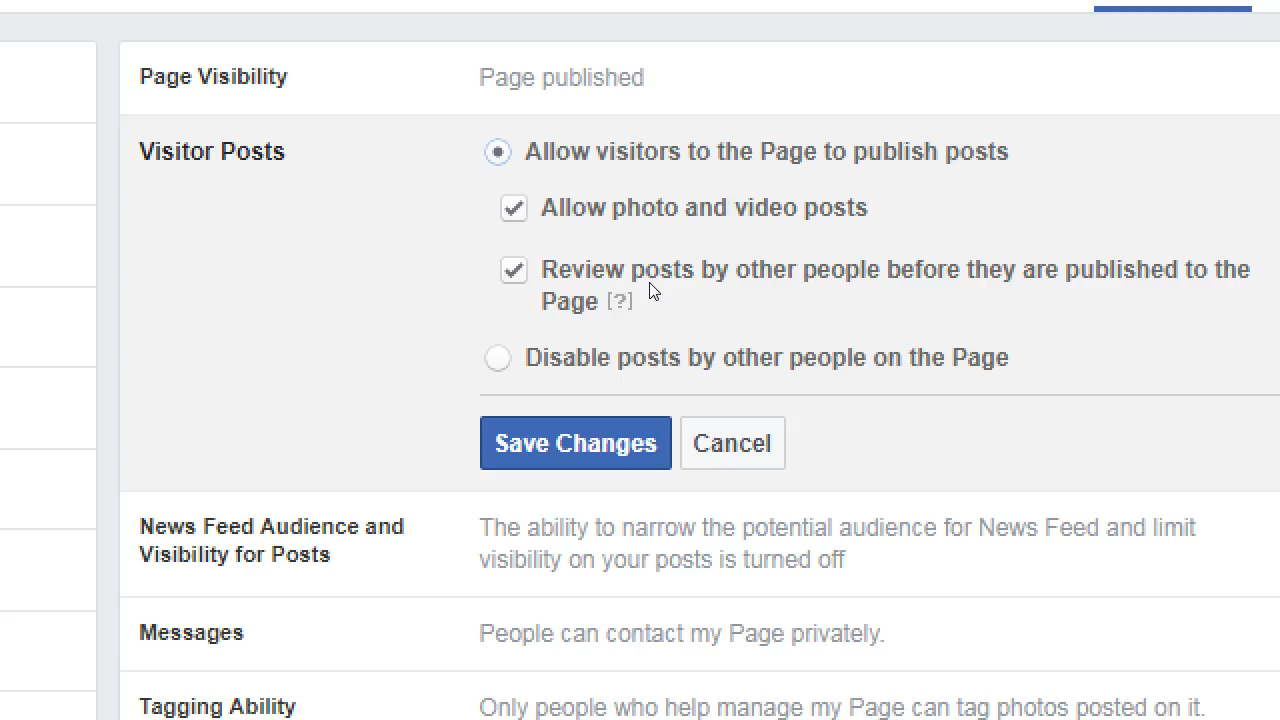 Page Visibility
Page published
Visitor Posts
Allow visitors to the Page to publish posts
Allow photo and video posts
Review posts by other people before they are published to the
Page [?]
Disable posts by other people on the Page
Save Changes
Cancel
News Feed Audience and
Visibility for Posts
The ability to narrow the potential audience for News Feed and limit
visibility on your posts is turned off
Messages
People can contact my Page privately.
Tagging Ability
Only people who help manage my Page can tag photos posted on it.